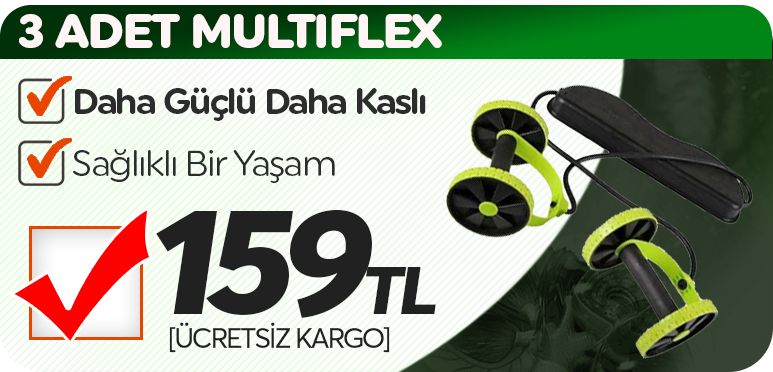 3 ADET MULTIFLEX
Daha Güçlü Daha Kaslı
Sağlıklı Bir Yaşam
159TL
[ÜCRETSİZ KARGO]